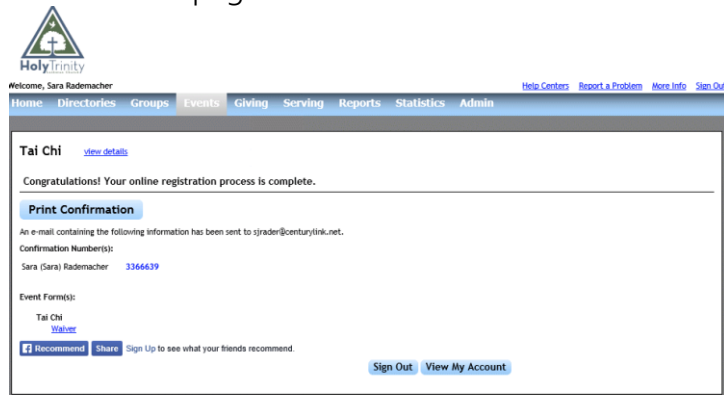 HolyTrinity
Welcome, Sara Rademacher
Help Centers Report a Problem More Info Sign Out
Home Directories Groups Events Giving Serving Reports Statistics Admin
Tai Chi view details
Congratulations! Your online registration process is complete.
Print Confirmation
An e-mail containing the following information has been sent to sjrader@centurylink.net.
Confirmation Number(s):
Sara (Sara) Rademacher 3366639
Event Form(s):
Tai Chi
Waiver
Recommend Share Sign Up to see what your friends recommend.
Sign Out View My Account